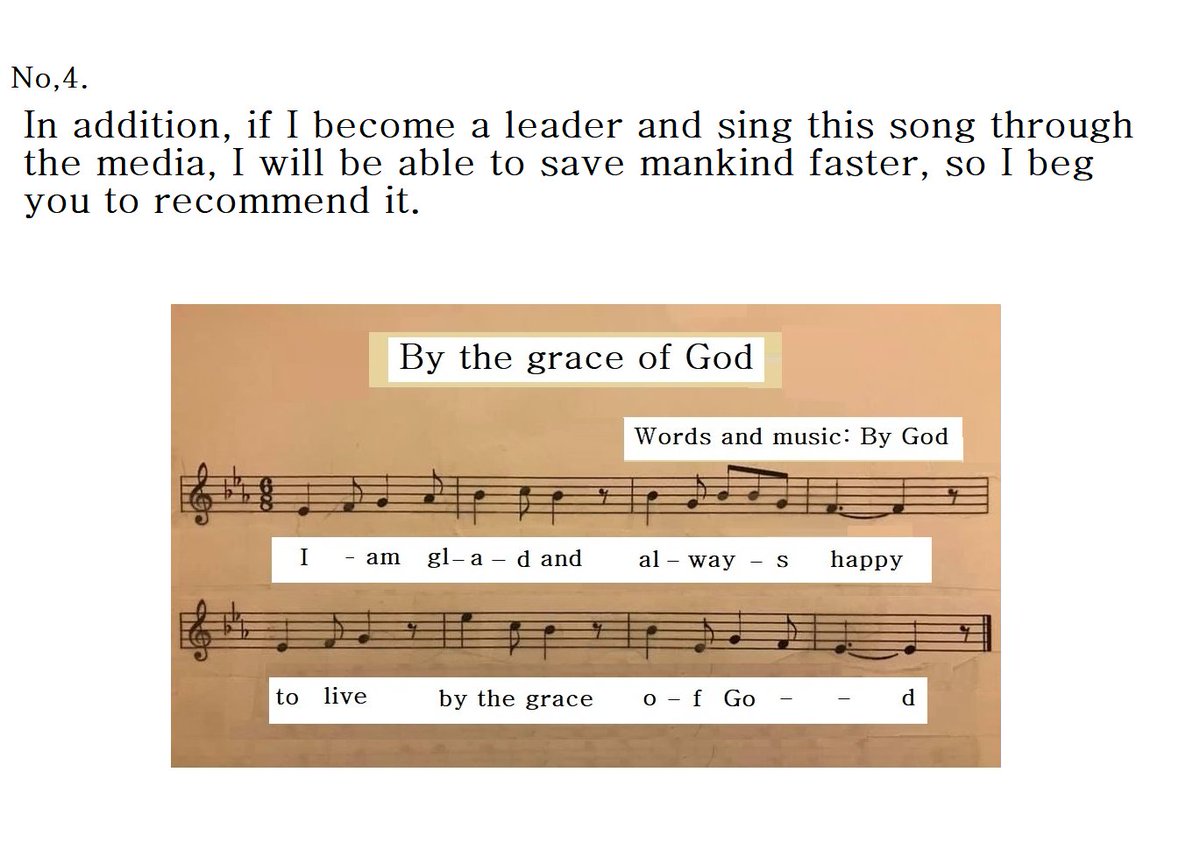 No,4.
In addition, if I become a leader and sing this song through
the media, I will be able to save mankind faster, so I beg
you to recommend it.
By the grace of God
Words and music: By God
6
8
I - am gl-a-d and al-way-s happy
to live by the grace o-f Go - - d